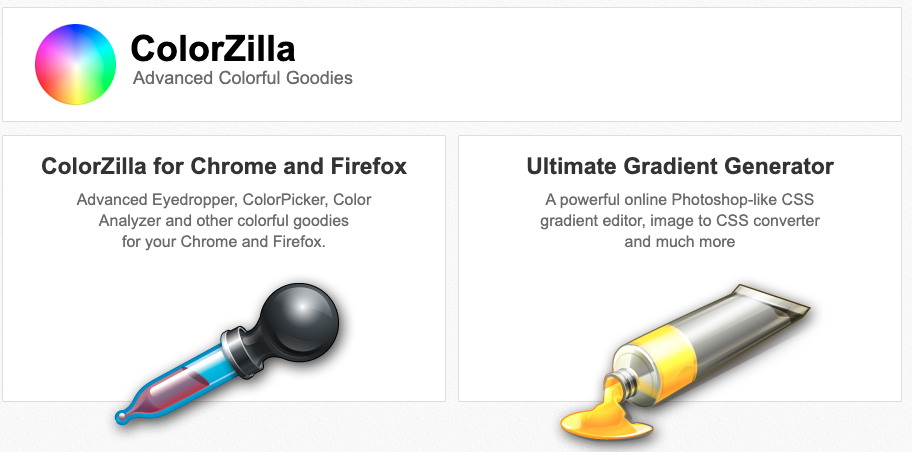 ColorZilla
Advanced Colorful Goodies
ColorZilla for Chrome and Firefox
Advanced Eyedropper, ColorPicker, Color
Analyzer and other colorful goodies
for your Chrome and Firefox.
Ultimate Gradient Generator
A powerful online Photoshop-like CSS
gradient editor, image to CSS converter
and much more